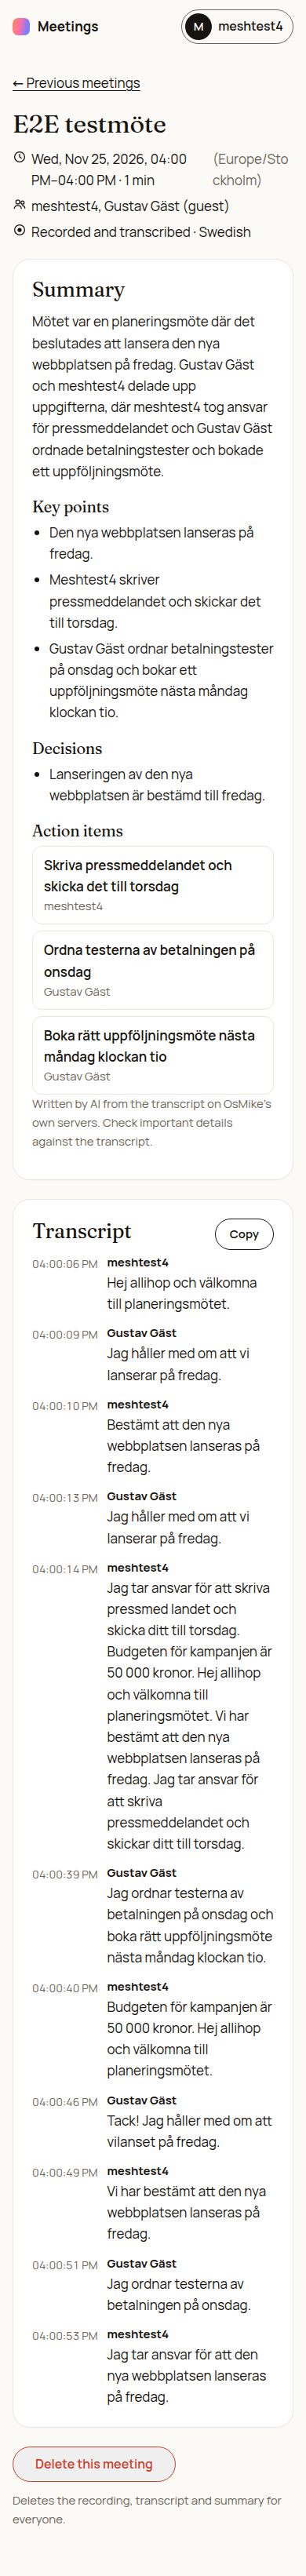 Meetings
M meshtest4
← Previous meetings
E2E testmöte
Wed, Nov 25, 2026, 04:00 PM–04:00 PM · 1 min (Europe/Stockholm)
meshtest4, Gustav Gäst (guest)
Recorded and transcribed · Swedish
Summary
Mötet var en planeringsmöte där det
beslutades att lansera den nya
webbplatsen på fredag. Gustav Gäst
och meshtest4 delade upp
uppgifterna, där meshtest4 tog ansvar
för pressmeddelandet och Gustav Gäst
ordnade betalningstester och bokade
ett uppföljningsmöte.
Key points
• Den nya webbplatsen lanseras på
fredag.
• Meshtest4 skriver
pressmeddelandet och skickar det
till torsdag.
• Gustav Gäst ordnar betalningstester
på onsdag och bokar ett
uppföljningsmöte nästa måndag
klockan tio.
Decisions
• Lanseringen av den nya
webbplatsen är bestämd till fredag.
Action items
Skriva pressmeddelandet och
skicka det till torsdag
meshtest4
Ordna testerna av betalningen på
onsdag
Gustav Gäst
Boka rätt uppföljningsmöte nästa
måndag klockan tio
Gustav Gäst
Written by AI from the transcript on OsMike's
own servers. Check important details
against the transcript.
Transcript
Copy
04:00:06 PM meshtest4
Hej allihop och välkomna
till planeringsmötet.
04:00:09 PM Gustav Gäst
Jag håller med om att vi
lanserar på fredag.
04:00:10 PM meshtest4
Bestämt att den nya
webbplatsen lanseras på
fredag.
04:00:13 PM Gustav Gäst
Jag håller med om att vi
lanserar på fredag.
04:00:14 PM meshtest4
Jag tar ansvar för att skriva
pressmed landet och
skicka ditt till torsdag.
Budgeten för kampanjen är
50 000 kronor. Hej allihop
och välkomna till
planeringsmötet. Vi har
bestämt att den nya
webbplatsen lanseras på
fredag. Jag tar ansvar för
att skriva
pressmeddelandet och
skickar ditt till torsdag.
04:00:39 PM Gustav Gäst
Jag ordnar testerna av
betalningen på onsdag och
boka rätt uppföljningsmöte
nästa måndag klockan tio.
04:00:40 PM meshtest4
Budgeten för kampanjen är
50 000 kronor. Hej allihop
och välkomna till
planeringsmötet.
04:00:46 PM Gustav Gäst
Tack! Jag håller med om att
vilanset på fredag.
04:00:49 PM meshtest4
Vi har bestämt att den nya
webbplatsen lanseras på
fredag.
04:00:51 PM Gustav Gäst
Jag ordnar testerna av
betalningen på onsdag.
04:00:53 PM meshtest4
Jag tar ansvar för att den
nya webbplatsen lanseras
på fredag.
Delete this meeting
Deletes the recording, transcript and summary for
everyone.